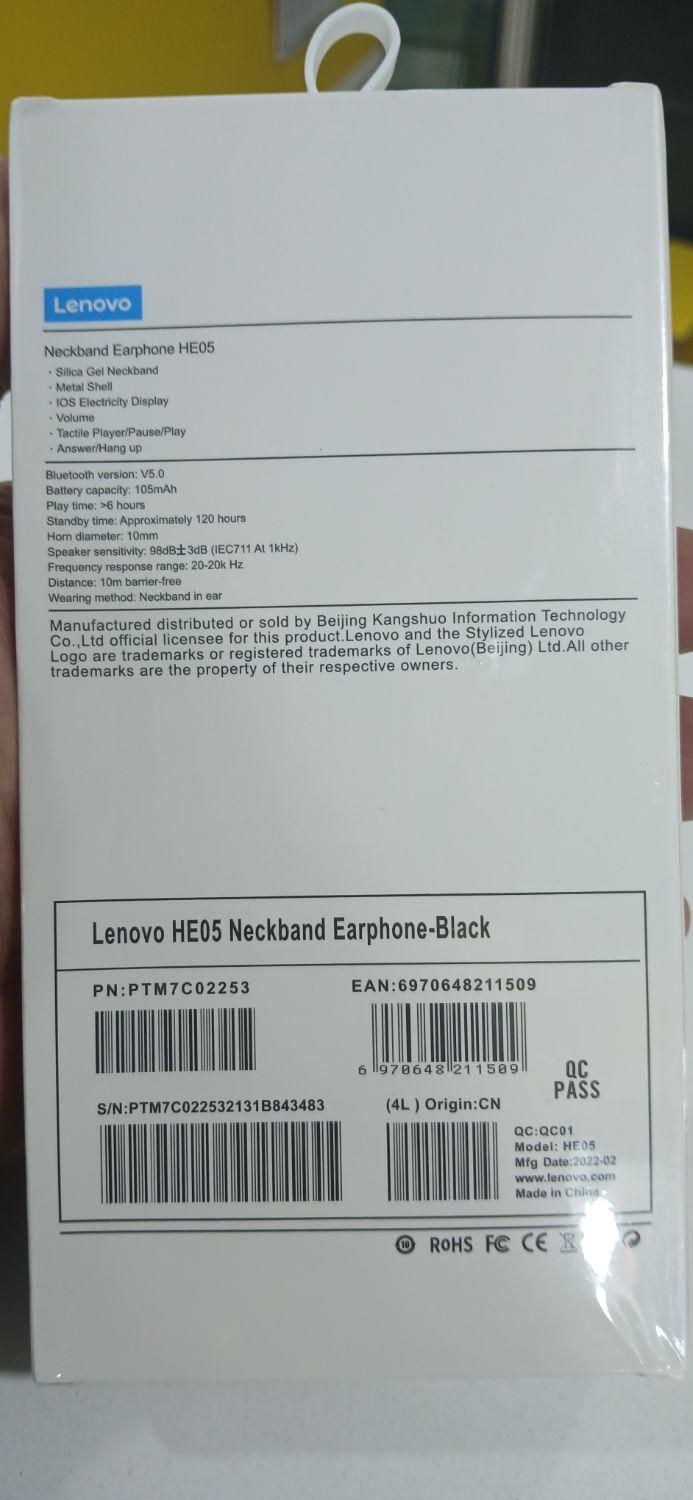 Lenovo
Neckband Earphone HE05
· Silica Gel Neckband
· Metal Shell
· IOS Electricity Display
· Volume
· Tactile Player/Pause/Play
· Answer/Hang up
Bluetooth version: V5.0
Battery capacity: 105mAh
Play time: >6 hours
Standby time: Approximately 120 hours
Horn diameter: 10mm
Speaker sensitivity: 98dB±3dB (IEC711 At 1kHz)
Frequency response range: 20-20k Hz
Distance: 10m barrier-free
Wearing method: Neckband in ear
Manufactured distributed or sold by Beijing Kangshuo Information Technology
Co.,Ltd official licensee for this product.Lenovo and the Stylized Lenovo
Logo are trademarks or registered trademarks of Lenovo(Beijing) Ltd.All other
trademarks are the property of their respective owners.
Lenovo HE05 Neckband Earphone-Black
PN:PTM7C02253
EAN:6970648211509
6 970648 211509
QC
PASS
S/N:PTM7C022532131B843483
(4L ) Origin:CN
QC:QC01
Model: HE05
Mfg Date:2022-02
www.lenovo.com
Made in China
10 RoHS FC CE